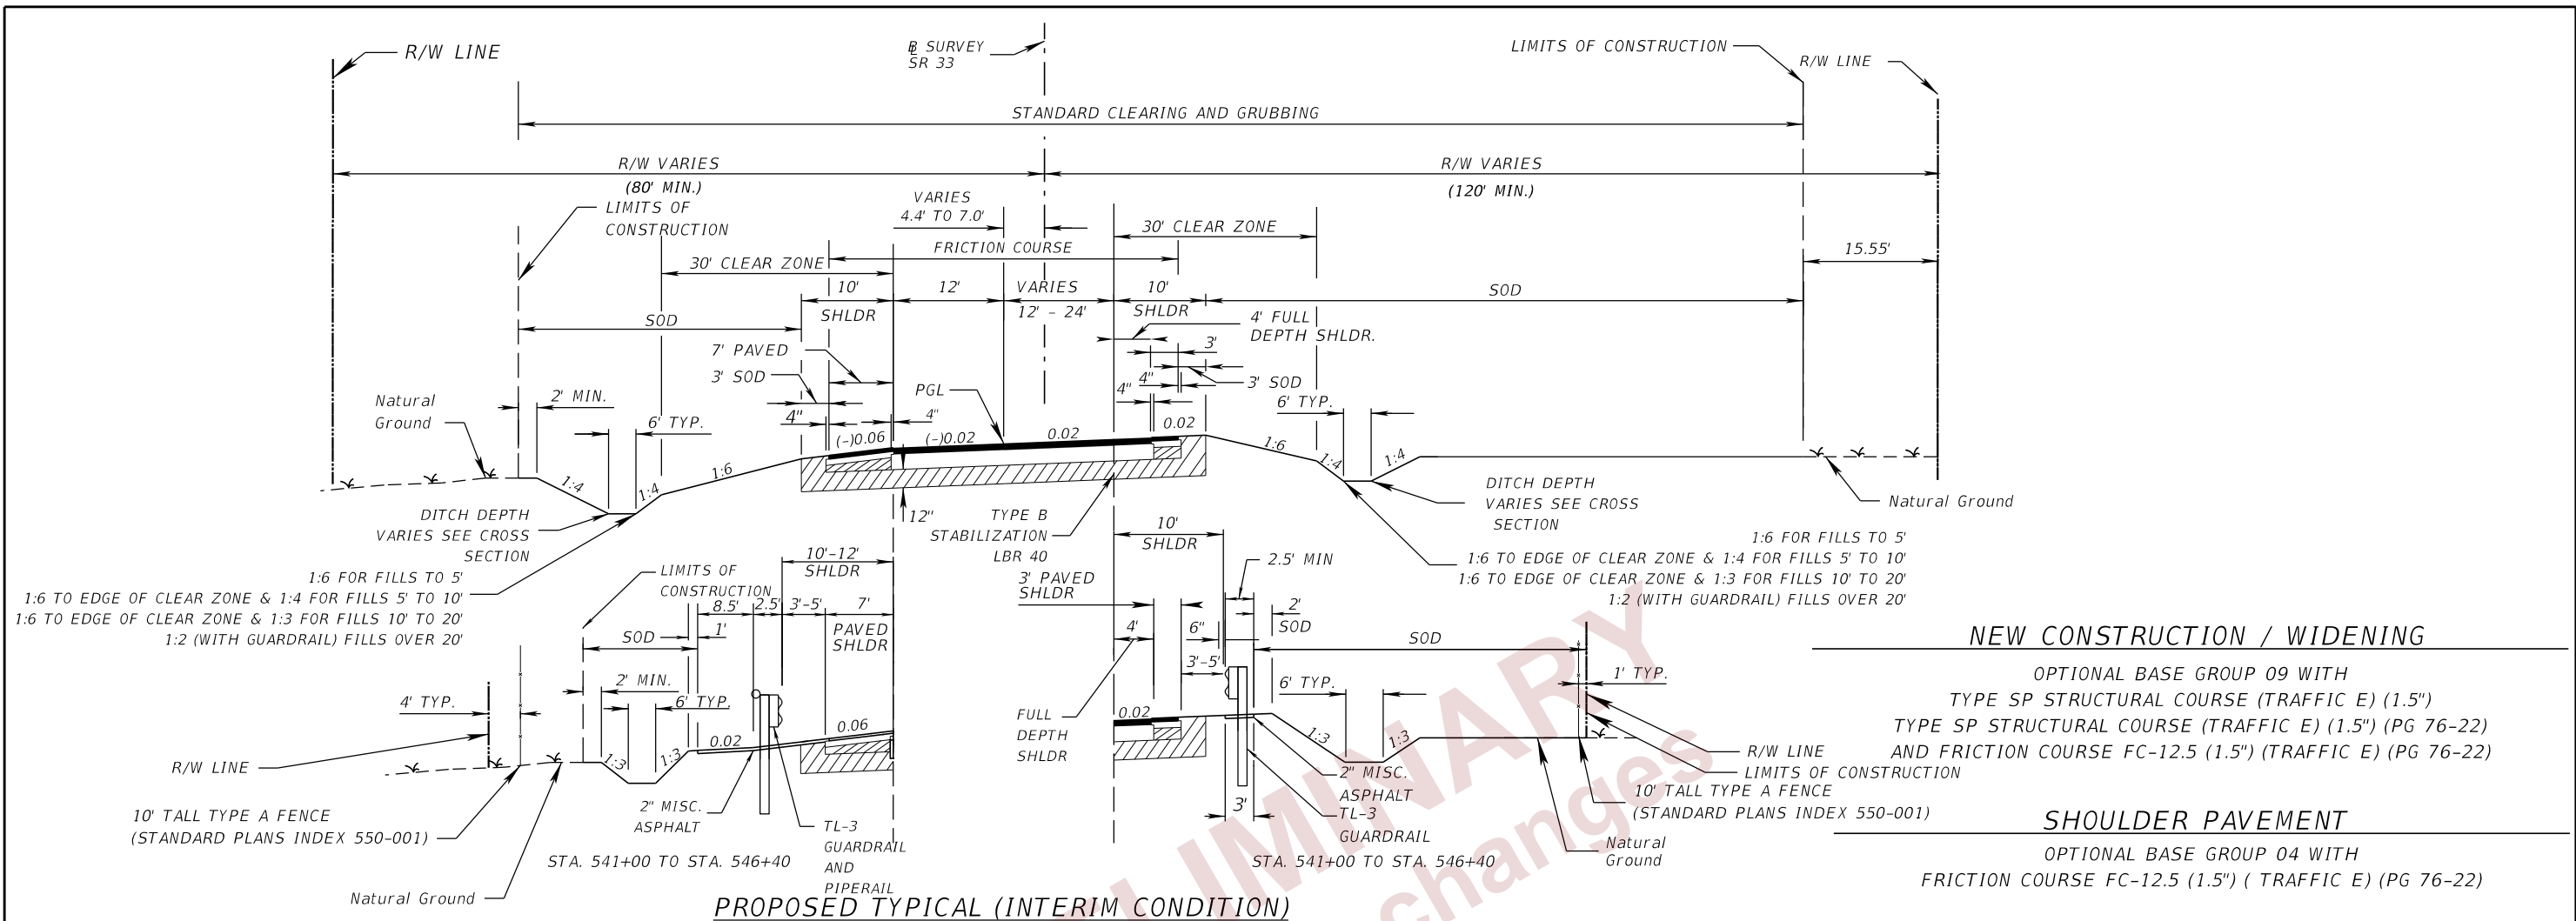 R/W LINE
SURVEY
SR 33
LIMITS OF CONSTRUCTION
R/W LINE
STANDARD CLEARING AND GRUBBING
R/W VARIES
(80' MIN.)
R/W VARIES
(120' MIN.)
LIMITS OF
CONSTRUCTION
VARIES
4.4' TO 7.0'
30' CLEAR ZONE
FRICTION COURSE
15.55'
30' CLEAR ZONE
10'
SHLDR
12'
VARIES
12' - 24'
10'
SHLDR
SOD
SOD
4' FULL
DEPTH SHLDR.
7' PAVED
3' SOD
3'
4"
3' SOD
4"
PGL
Natural
Ground
2' MIN.
6' TYP.
6' TYP.
4"
4"
(-)0.06
(-)0.02
0.02
0.02
1:6
1:4
1:4
1:6
1:4
1:4
DITCH DEPTH
VARIES SEE CROSS
SECTION
12"
TYPE B
STABILIZATION
LBR 40
DITCH DEPTH
VARIES SEE CROSS
SECTION
Natural Ground
1:6 FOR FILLS TO 5'
1:6 TO EDGE OF CLEAR ZONE & 1:4 FOR FILLS 5' TO 10'
1:6 TO EDGE OF CLEAR ZONE & 1:3 FOR FILLS 10' TO 20'
1:2 (WITH GUARDRAIL) FILLS OVER 20'
1:6 FOR FILLS TO 5'
1:6 TO EDGE OF CLEAR ZONE & 1:4 FOR FILLS 5' TO 10'
1:6 TO EDGE OF CLEAR ZONE & 1:3 FOR FILLS 10' TO 20'
1:2 (WITH GUARDRAIL) FILLS OVER 20'
LIMITS OF
CONSTRUCTION
10'-12'
SHLDR
8.5'
2.5'
3'-5'
7'
PAVED
SHLDR
SOD
1'
2' MIN.
6' TYP.
4' TYP.
0.02
0.06
1:3
1:3
R/W LINE
10' TALL TYPE A FENCE
(STANDARD PLANS INDEX 550-001)
Natural Ground
2" MISC.
ASPHALT
TL-3
GUARDRAIL
AND
PIPERAIL
STA. 541+00 TO STA. 546+40
10'
SHLDR
2.5' MIN
3' PAVED
SHLDR
2'
SOD
4'
6"
3'-5'
SOD
6' TYP.
1' TYP.
FULL
DEPTH
SHLDR
0.02
1:3
1:3
2" MISC.
ASPHALT
TL-3
GUARDRAIL
3'
STA. 541+00 TO STA. 546+40
R/W LINE
LIMITS OF CONSTRUCTION
10' TALL TYPE A FENCE
(STANDARD PLANS INDEX 550-001)
Natural
Ground
NEW CONSTRUCTION / WIDENING
OPTIONAL BASE GROUP 09 WITH
TYPE SP STRUCTURAL COURSE (TRAFFIC E) (1.5")
TYPE SP STRUCTURAL COURSE (TRAFFIC E) (1.5") (PG 76-22)
AND FRICTION COURSE FC-12.5 (1.5") (TRAFFIC E) (PG 76-22)
SHOULDER PAVEMENT
OPTIONAL BASE GROUP 04 WITH
FRICTION COURSE FC-12.5 (1.5") ( TRAFFIC E) (PG 76-22)
PROPOSED TYPICAL (INTERIM CONDITION)
LIMINARY
changes